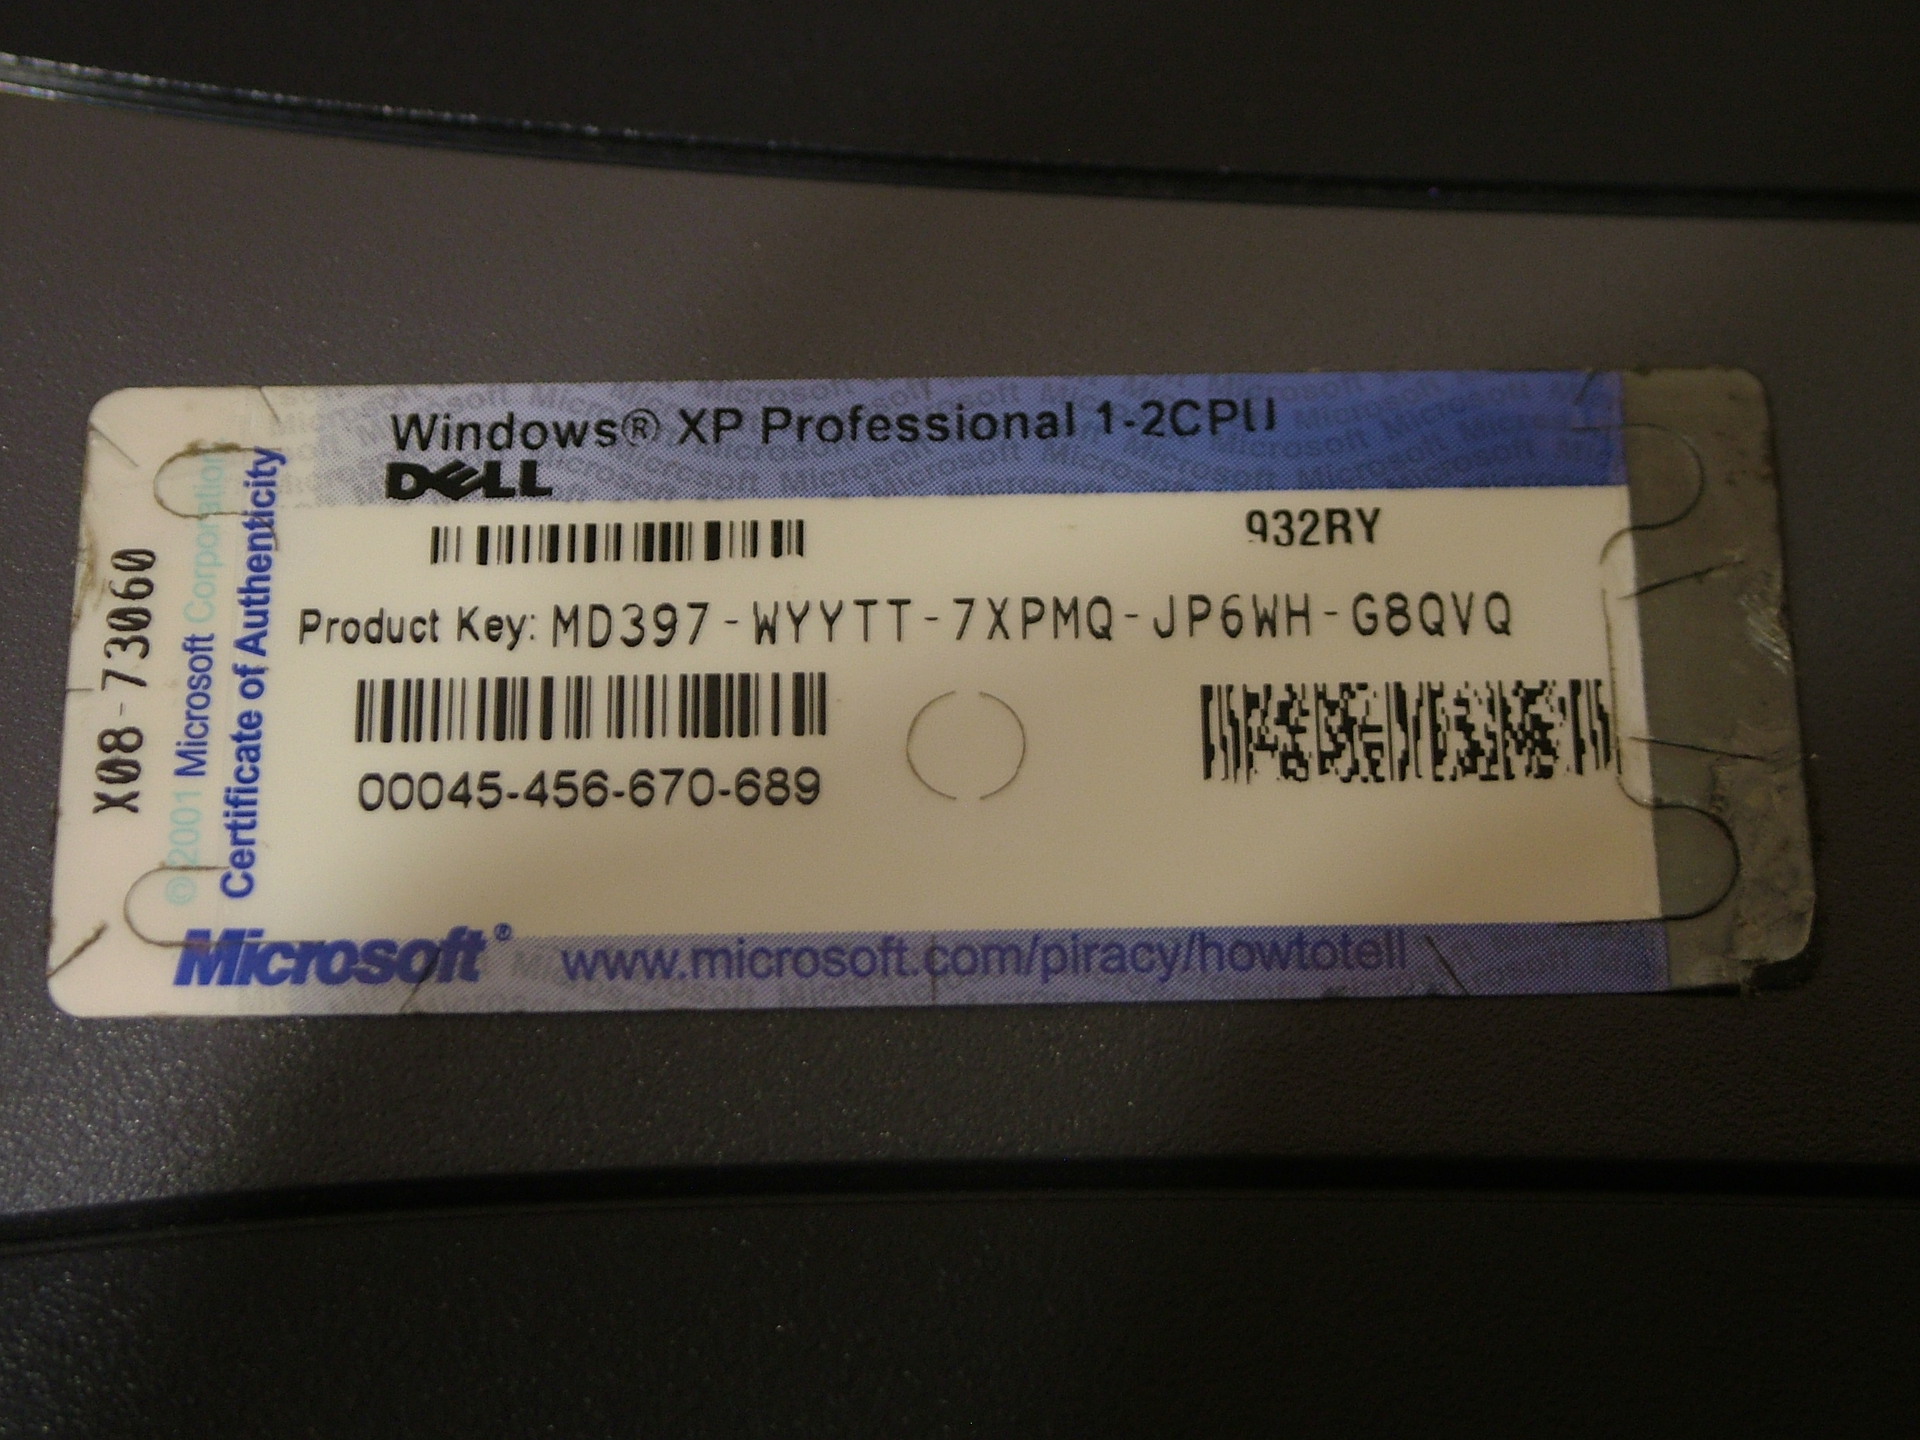 Windows® XP Professional 1-2CPU
DELL
932RY
Product Key: MD397-WYYTT-7XPMQ-JP6WH-G8QVQ
00045-456-670-689
X08-73060
©2001 Microsoft Corporation
Certificate of Authenticity
Microsoft® www.microsoft.com/piracy/howtotell